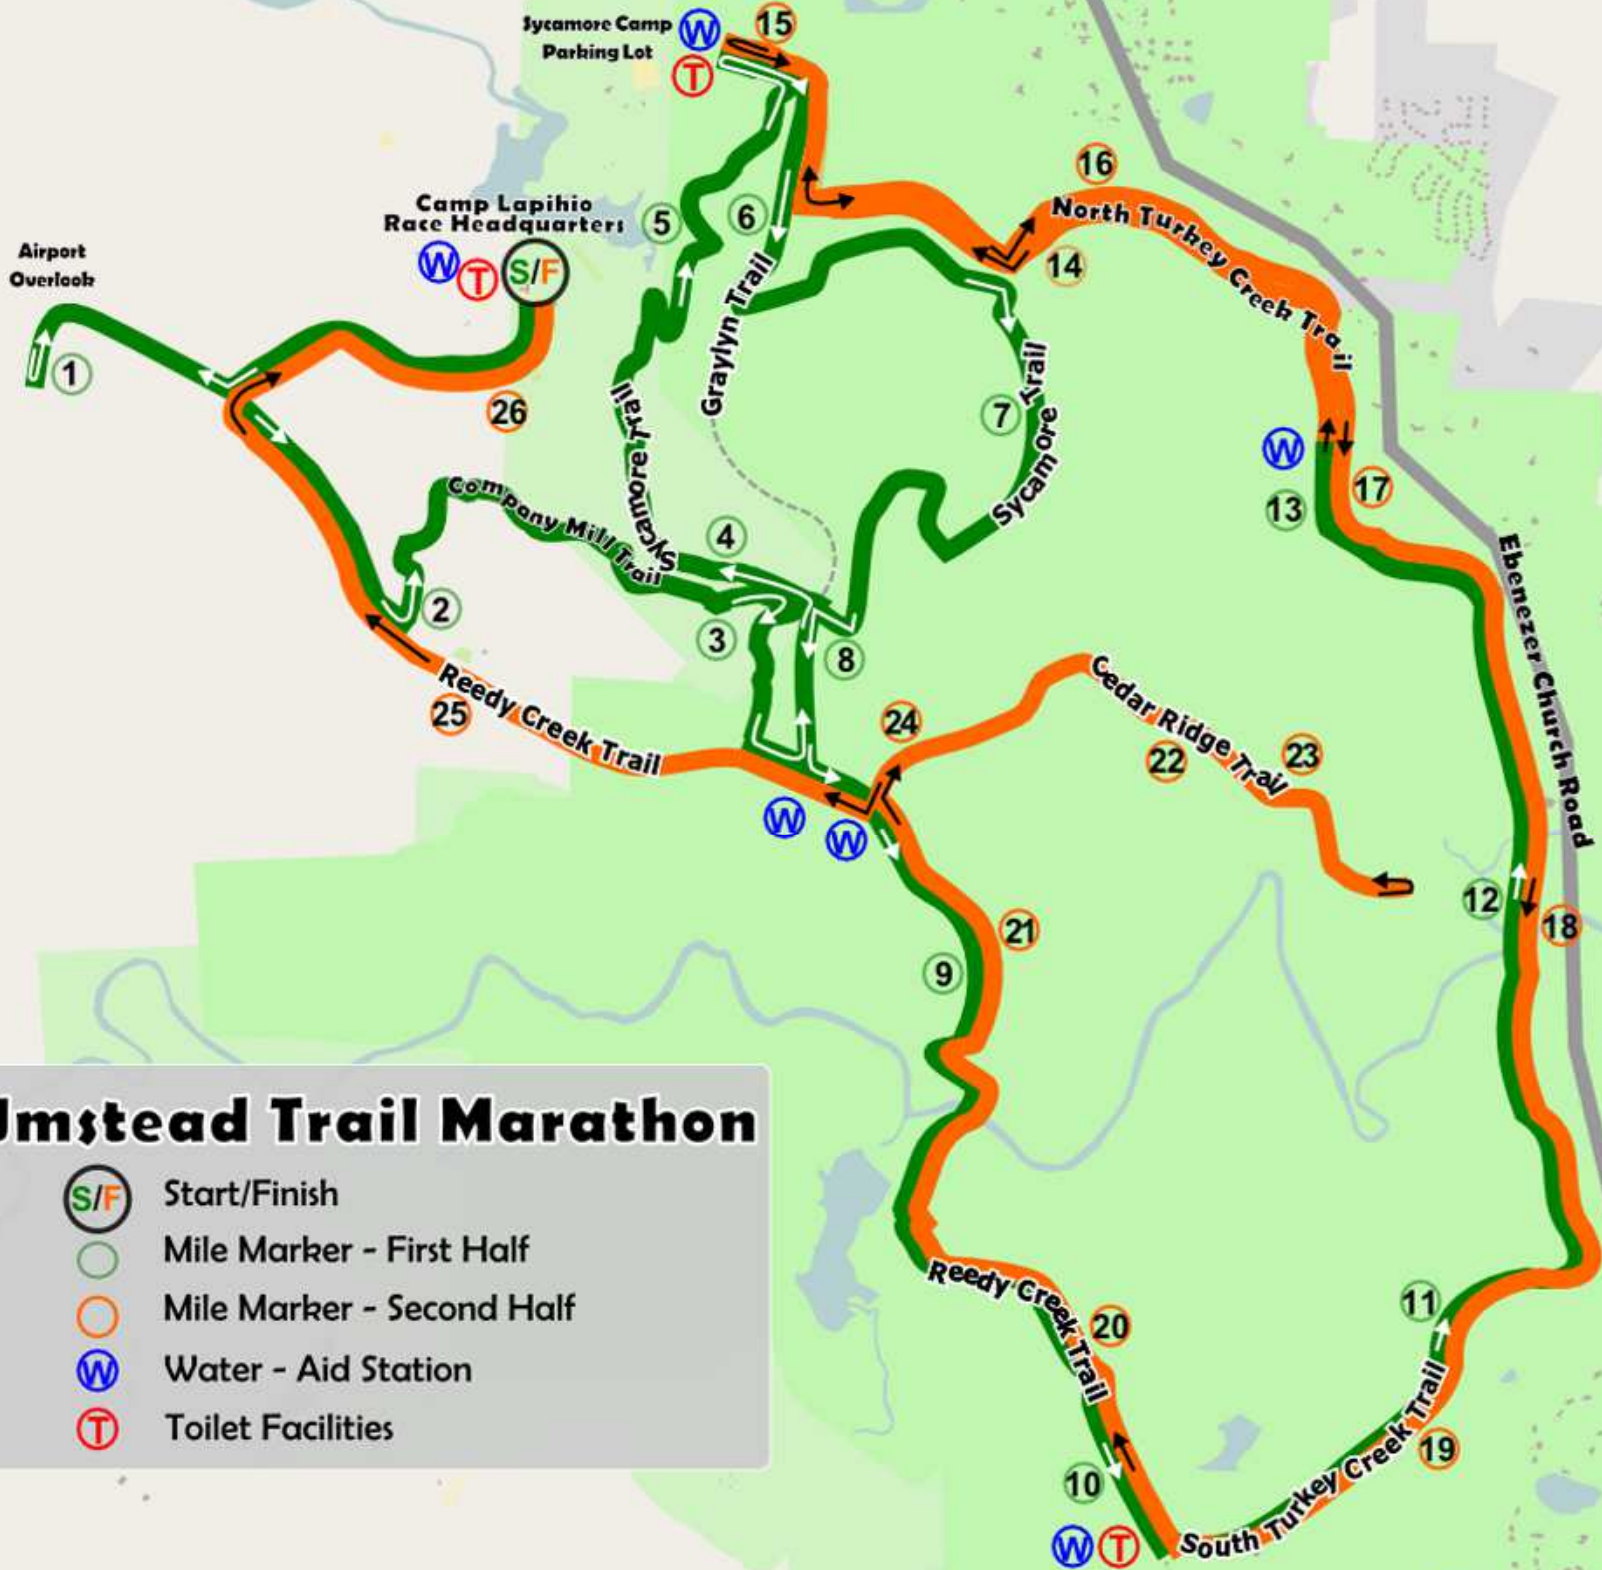 Sycamore Camp
Parking Lot
W
T
15
16
Camp Lapihio
Race Headquarters
W
T
S/F
5
6
14
North Turkey Creek Trail
Airport
Overlook
1
26
Graylyn Trail
Sycamore Trail
7
Sycamore Trail
W
13
17
Company Mill Trail
4
2
3
8
Ebenezer Church Road
Reedy Creek Trail
25
24
Cedar Ridge Trail
22
23
W
W
12
18
21
9
Umstead Trail Marathon
S/F Start/Finish
Mile Marker - First Half
Mile Marker - Second Half
W Water - Aid Station
T Toilet Facilities
Reedy Creek Trail
20
11
10
19
South Turkey Creek Trail
W
T